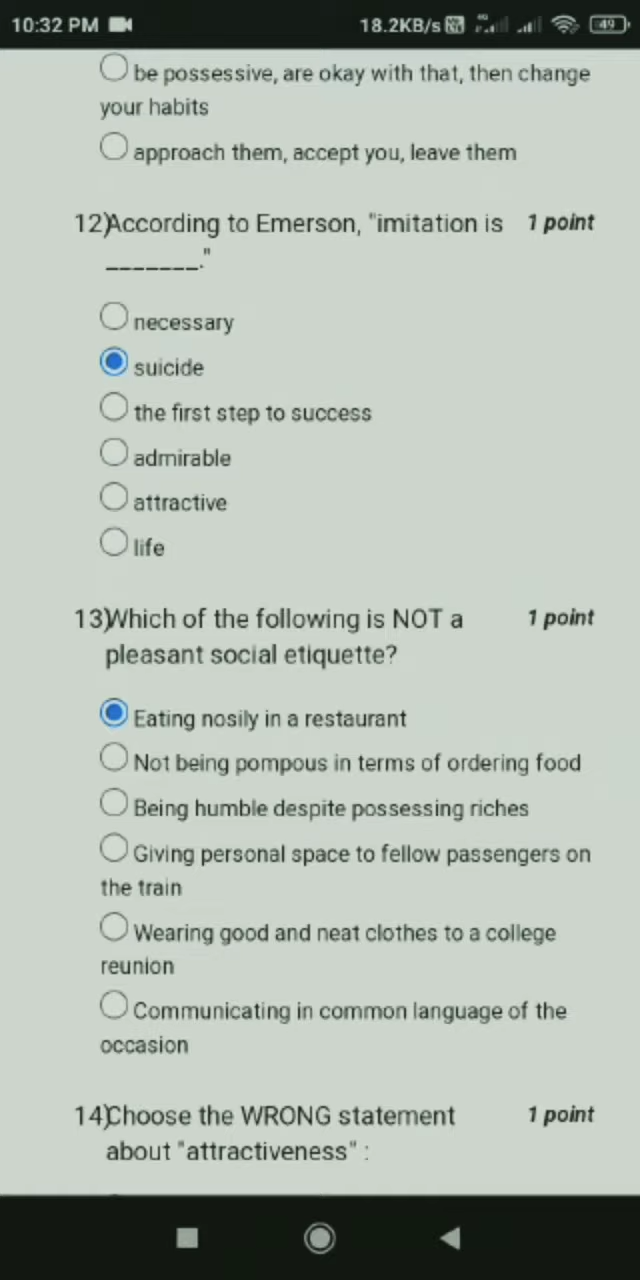 10:32 PM
18.2KB/s
4G
49
be possessive, are okay with that, then change
your habits
approach them, accept you, leave them
12)According to Emerson, "imitation is 1 point
_______."
necessary
suicide
the first step to success
admirable
attractive
life
13)Which of the following is NOT a 1 point
pleasant social etiquette?
Eating nosily in a restaurant
Not being pompous in terms of ordering food
Being humble despite possessing riches
Giving personal space to fellow passengers on
the train
Wearing good and neat clothes to a college
reunion
Communicating in common language of the
occasion
14)Choose the WRONG statement 1 point
about "attractiveness" :